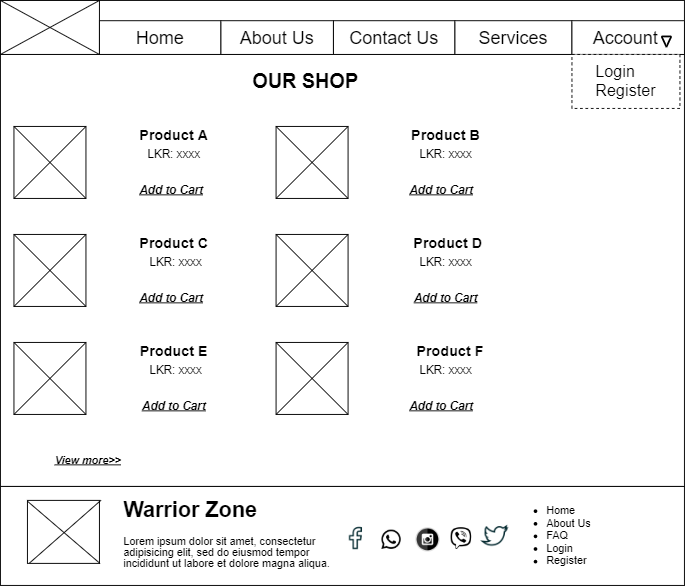 Home About Us Contact Us Services Account
Login
Register
OUR SHOP
Product A
LKR: xxxx
Add to Cart
Product B
LKR: xxxx
Add to Cart
Product C
LKR: xxxx
Add to Cart
Product D
LKR: xxxx
Add to Cart
Product E
LKR: xxxx
Add to Cart
Product F
LKR: xxxx
Add to Cart
View more>>
Warrior Zone
Lorem ipsum dolor sit amet, consectetur
adipisicing elit, sed do eiusmod tempor
incididunt ut labore et dolore magna aliqua.
Home
About Us
FAQ
Login
Register